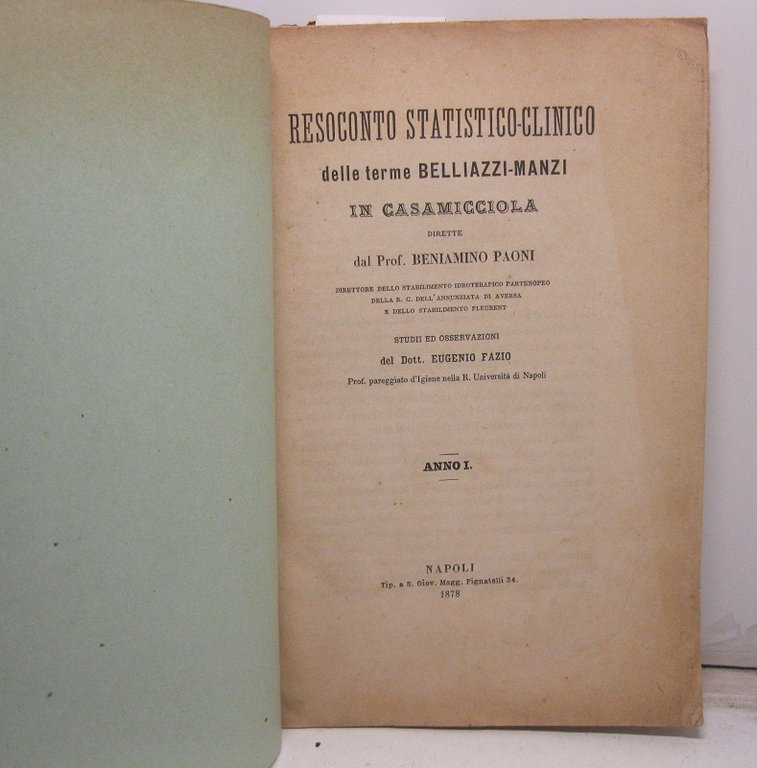 RESOCONTO STATISTICO-CLINICO
delle terme BELLIAZZI-MANZI
IN CASAMICCIOLA
DIRETTE
dal Prof. BENIAMINO PAONI
DIRETTORE DELLO STABILIMENTO IDROTERAPICO PARTENOPEO
DELLA R. C. DELL'ANNUNZIATA DI AVERSA
E DELLO STABILIMENTO FLEURENT
STUDII ED OSSERVAZIONI
del Dott. EUGENIO FAZIO
Prof. pareggiato d'Igiene nella R. Università di Napoli
ANNO I.
NAPOLI
Tip. a S. Giov. Magg. Pignatelli 34.
1878